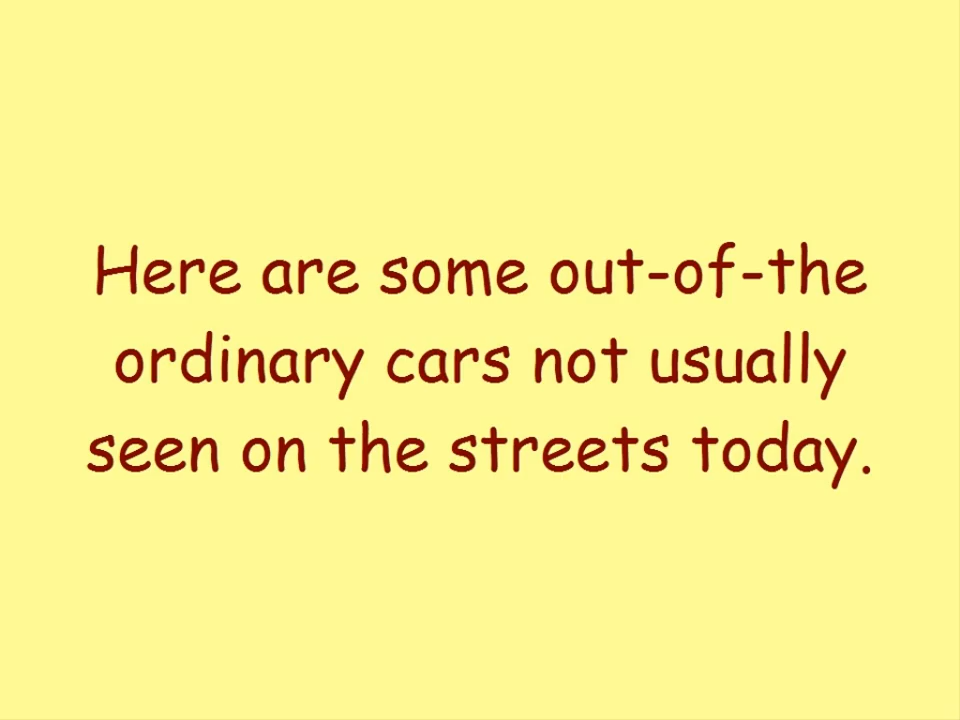 Here are some out-of-the
ordinary cars not usually
seen on the streets today.